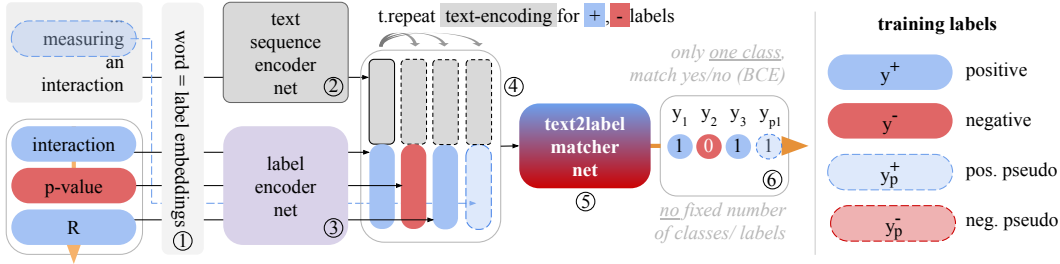 measuring
an
interaction
interaction
p-value
R
word = label embeddings
①
text
sequence
encoder
net
②
label
encoder
net
③
t.repeat text-encoding for +, - labels
④
text2label
matcher
net
⑤
only one class,
match yes/no (BCE)
y1 y2 y3 yp1
1 0 1 1
⑥
no fixed number
of classes/ labels
training labels
y+ positive
y- negative
yp+ pos. pseudo
yp- neg. pseudo